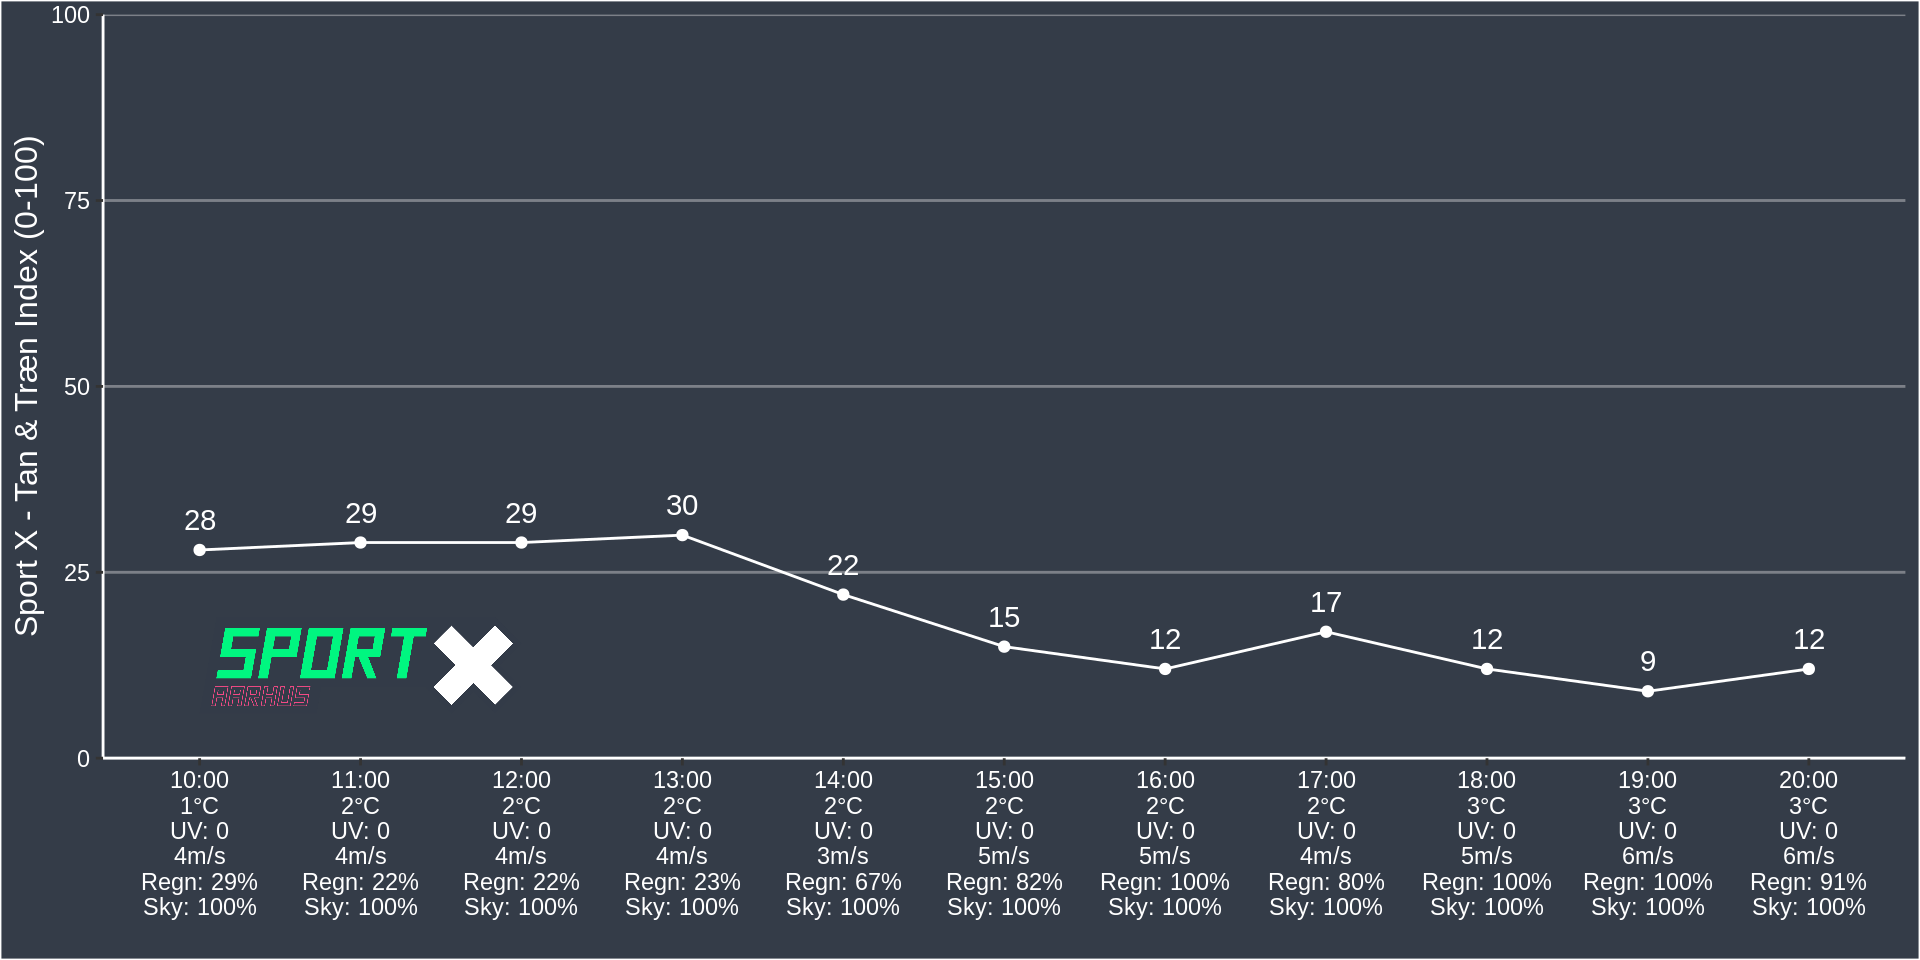 Sport X - Tan & Træn Index (0-100)
100
75
50
25
0
28
29
29
30
22
15
12
17
12
9
12
SPORT X
AARHUS
10:00 11:00 12:00 13:00 14:00 15:00 16:00 17:00 18:00 19:00 20:00
1°C 2°C 2°C 2°C 2°C 2°C 2°C 2°C 3°C 3°C 3°C
UV: 0 UV: 0 UV: 0 UV: 0 UV: 0 UV: 0 UV: 0 UV: 0 UV: 0 UV: 0 UV: 0
4m/s 4m/s 4m/s 4m/s 3m/s 5m/s 5m/s 4m/s 5m/s 6m/s 6m/s
Regn: 29% Regn: 22% Regn: 22% Regn: 23% Regn: 67% Regn: 82% Regn: 100% Regn: 80% Regn: 100% Regn: 100% Regn: 91%
Sky: 100% Sky: 100% Sky: 100% Sky: 100% Sky: 100% Sky: 100% Sky: 100% Sky: 100% Sky: 100% Sky: 100% Sky: 100%